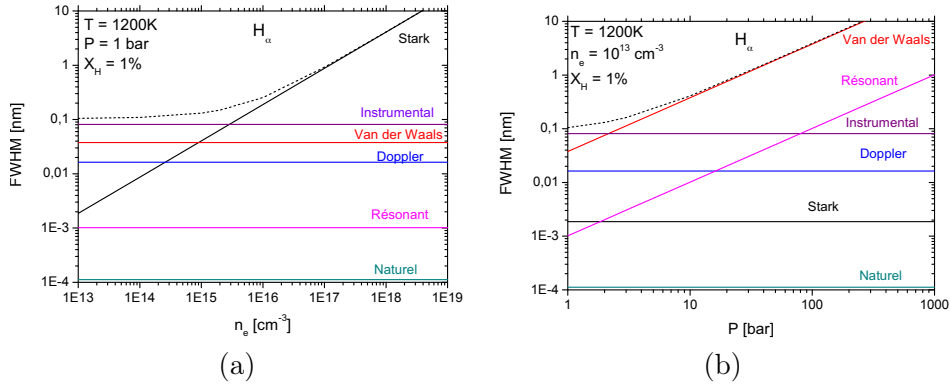 T = 1200K
P = 1 bar
X_H = 1%
H_α
Stark
Instrumental
Van der Waals
Doppler
Résonant
Naturel
10
1
0,1
0,01
1E-3
1E-4
FWHM [nm]
1E13 1E14 1E15 1E16 1E17 1E18 1E19
n_e [cm⁻³]
(a)
T = 1200K
n_e = 10¹³ cm⁻³
X_H = 1%
H_α
Van der Waals
Résonant
Instrumental
Doppler
Stark
Naturel
10
1
0,1
0,01
1E-3
1E-4
FWHM [nm]
1 10 100 1000
P [bar]
(b)